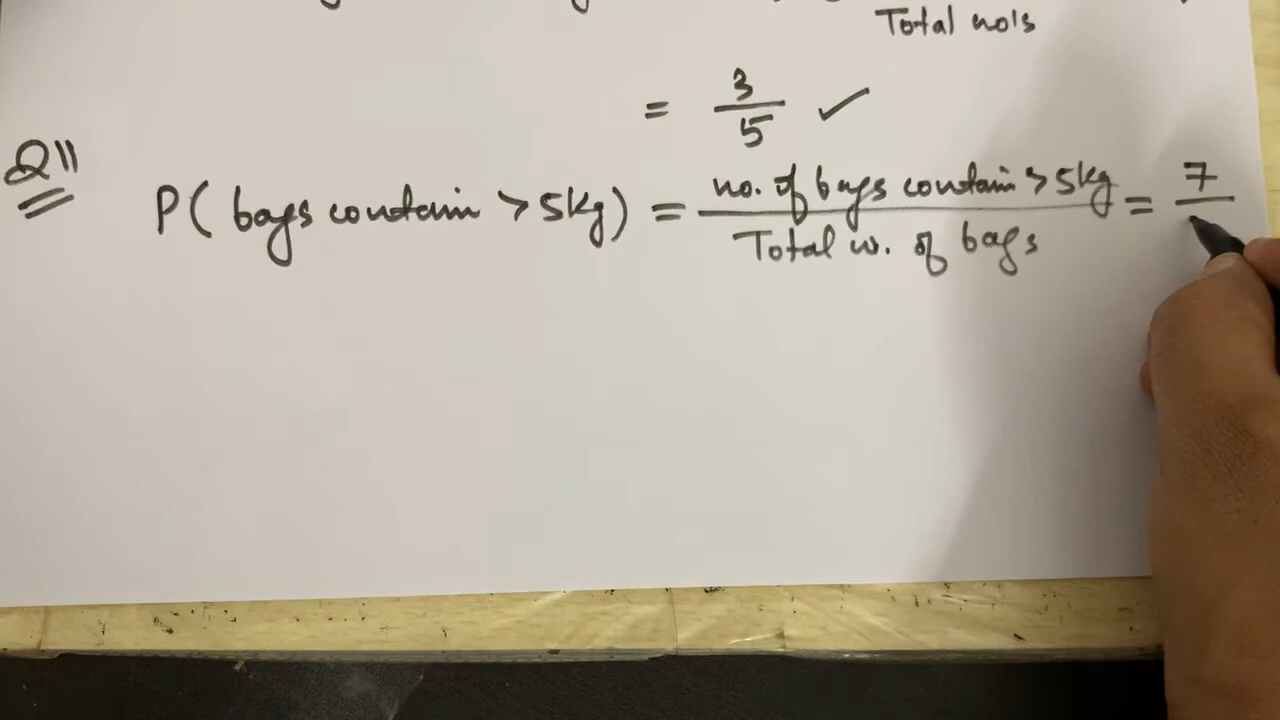 Total no's
= 3/5 ✓
Q11
P( bags contain > 5kg) = no. of bags contain > 5kg / Total no. of bags = 7/